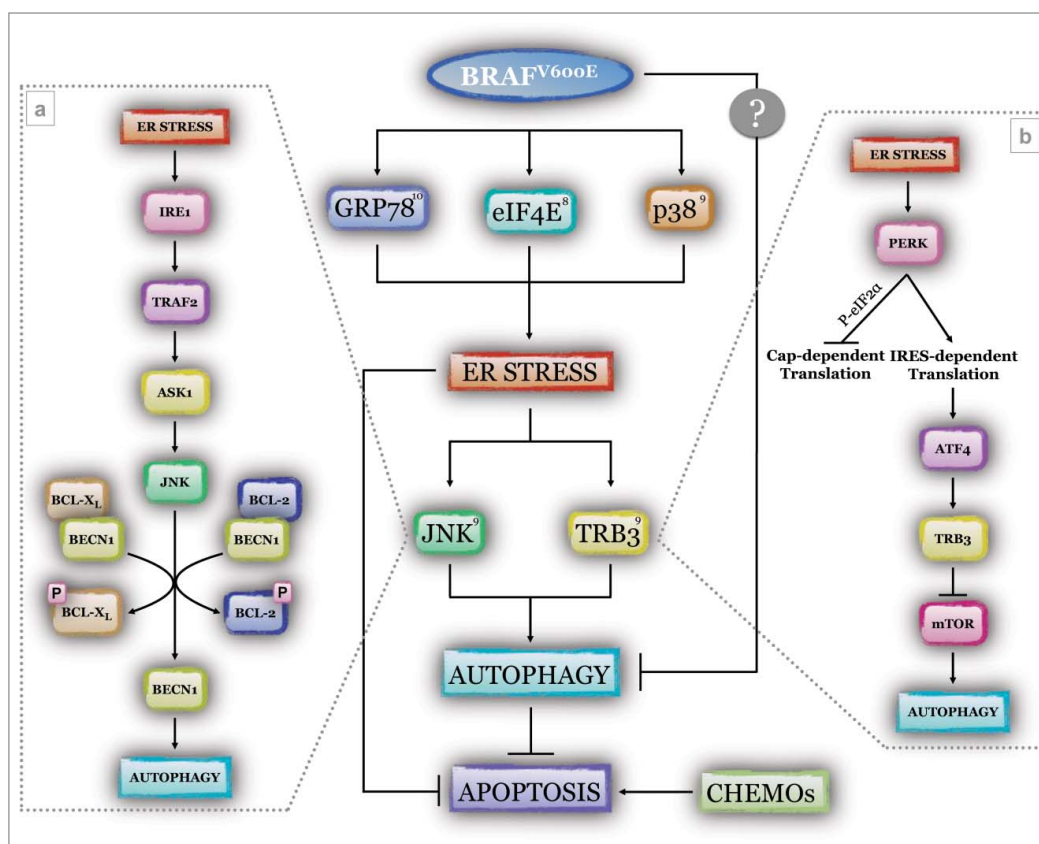 BRAFV600E
?
GRP7810
eIF4E8
p389
ER STRESS
JNK9
TRB39
AUTOPHAGY
APOPTOSIS
CHEMOs
a
ER STRESS
IRE1
TRAF2
ASK1
JNK
BCL-XL
BECN1
BCL-2
BECN1
P
BCL-XL
BCL-2
P
BECN1
AUTOPHAGY
b
ER STRESS
PERK
P-eIF2α
Cap-dependent
Translation
IRES-dependent
Translation
ATF4
TRB3
mTOR
AUTOPHAGY